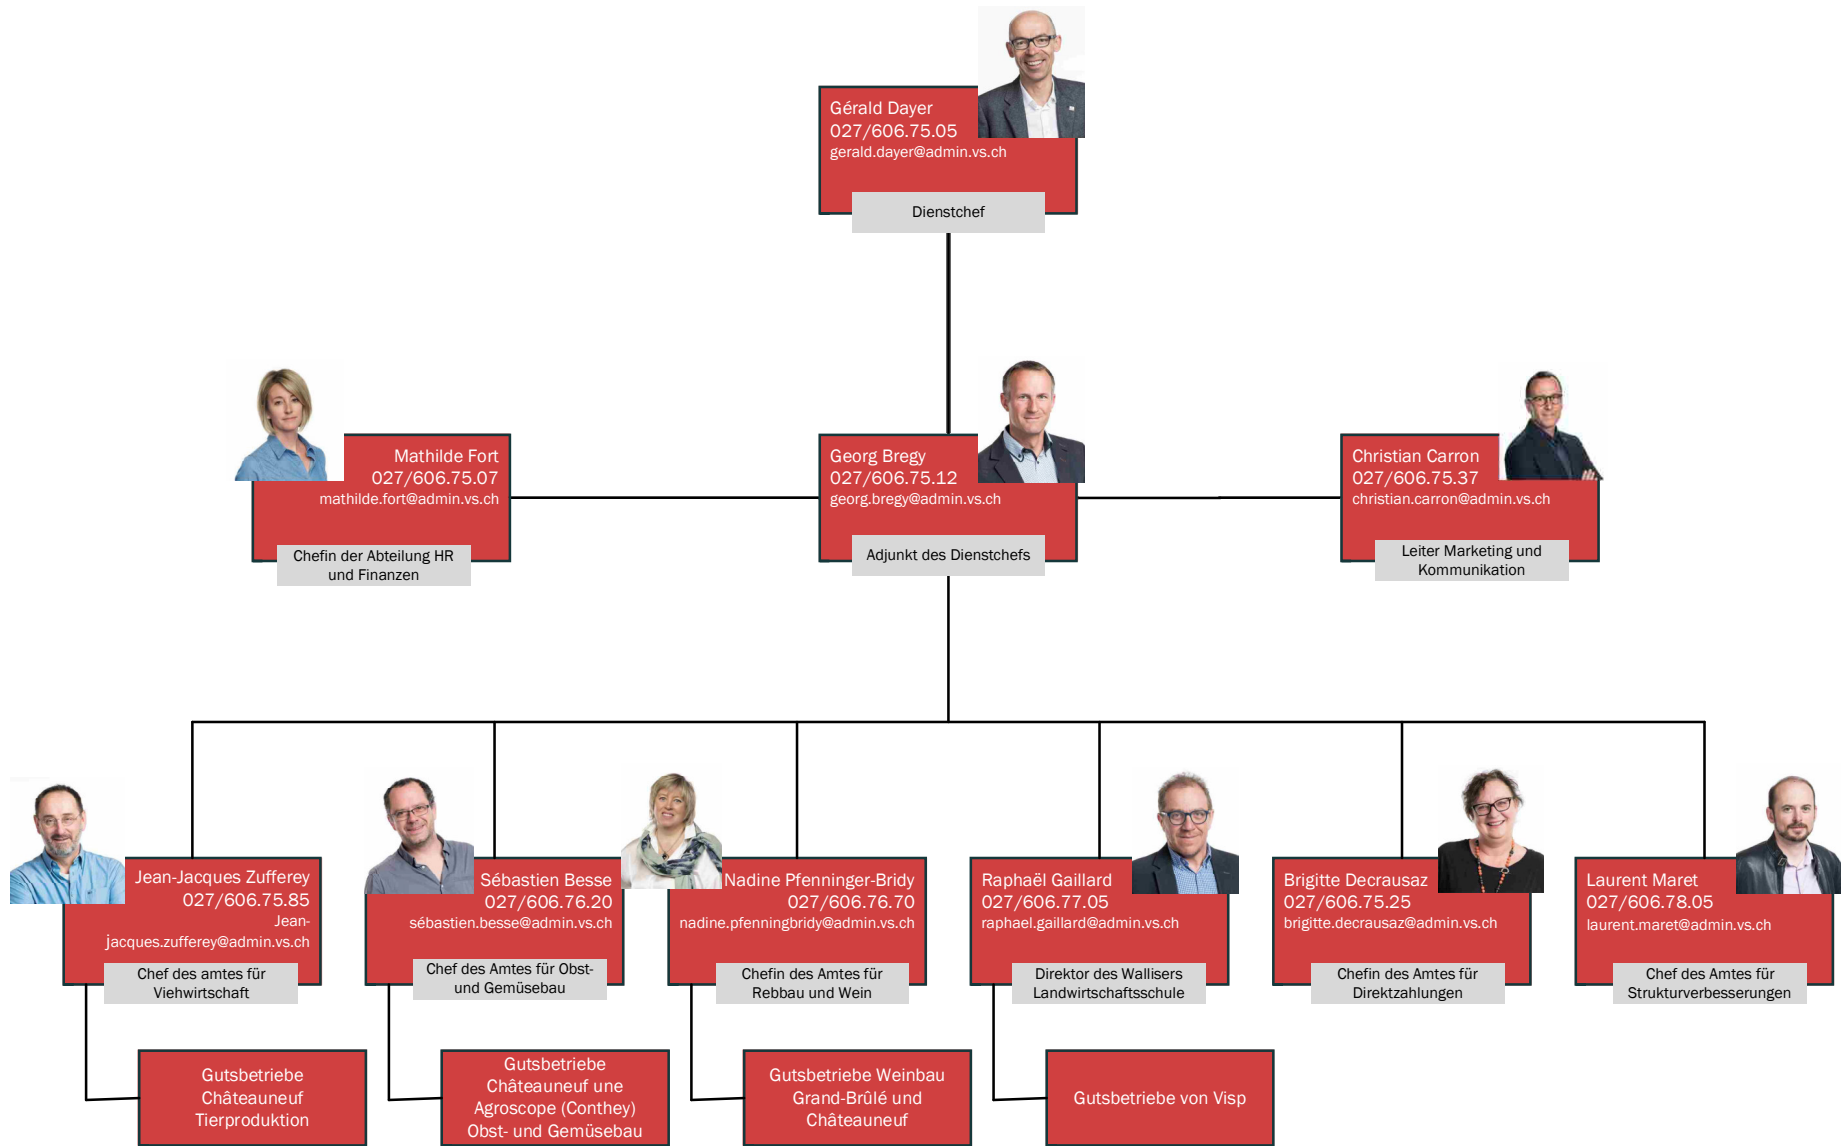 Gérald Dayer
027/606.75.05
gerald.dayer@admin.vs.ch
Dienstchef
Mathilde Fort
027/606.75.07
mathilde.fort@admin.vs.ch
Chefin der Abteilung HR
und Finanzen
Georg Bregy
027/606.75.12
georg.bregy@admin.vs.ch
Adjunkt des Dienstchefs
Christian Carron
027/606.75.37
christian.carron@admin.vs.ch
Leiter Marketing und
Kommunikation
Jean-Jacques Zufferey
027/606.75.85
Jean-
jacques.zufferey@admin.vs.ch
Chef des amtes für
Viehwirtschaft
Sébastien Besse
027/606.76.20
sébastien.besse@admin.vs.ch
Chef des Amtes für Obst-
und Gemüsebau
Nadine Pfenninger-Bridy
027/606.76.70
nadine.pfenningbridy@admin.vs.ch
Chefin des Amtes für
Rebbau und Wein
Raphaël Gaillard
027/606.77.05
raphael.gaillard@admin.vs.ch
Direktor des Wallisers
Landwirtschaftsschule
Brigitte Decrausaz
027/606.75.25
brigitte.decrausaz@admin.vs.ch
Chefin des Amtes für
Direktzahlungen
Laurent Maret
027/606.78.05
laurent.maret@admin.vs.ch
Chef des Amtes für
Strukturverbesserungen
Gutsbetriebe
Châteauneuf
Tierproduktion
Gutsbetriebe
Châteauneuf une
Agroscope (Conthey)
Obst- und Gemüsebau
Gutsbetriebe Weinbau
Grand-Brûlé und
Châteauneuf
Gutsbetriebe von Visp